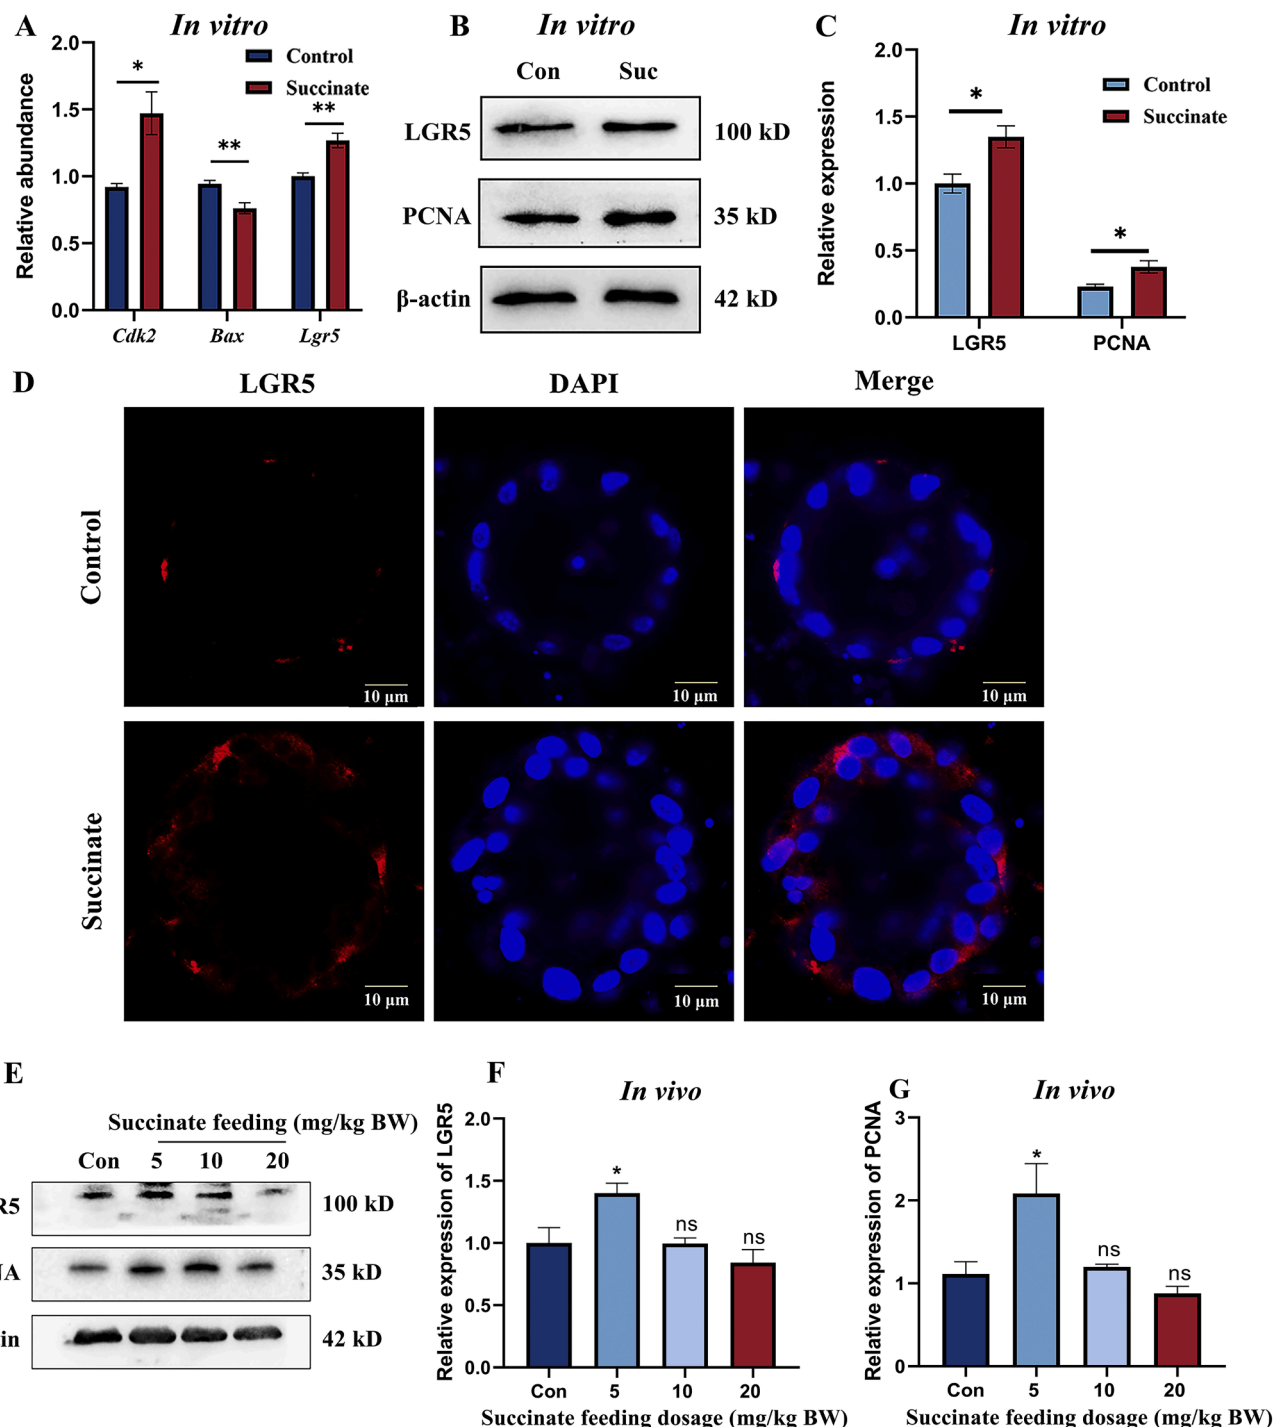 A
In vitro
Relative abundance
2.0
1.5
1.0
0.5
0.0
Control
Succinate
*
**
**
Cdk2
Bax
Lgr5
B
In vitro
Con
Suc
LGR5
100 kD
PCNA
35 kD
β-actin
42 kD
C
In vitro
Relative expression
2.0
1.5
1.0
0.5
0.0
Control
Succinate
*
*
LGR5
PCNA
D
LGR5
DAPI
Merge
Control
10 µm
10 µm
10 µm
Succinate
10 µm
10 µm
10 µm
E
Succinate feeding (mg/kg BW)
Con
5
10
20
R5
100 kD
NA
35 kD
in
42 kD
F
In vivo
Relative expression of LGR5
2.0
1.5
1.0
0.5
0.0
*
ns
ns
Con
5
10
20
Succinate feeding dosage (mg/kg BW)
G
In vivo
Relative expression of PCNA
3
2
1
0
*
ns
ns
Con
5
10
20
Succinate feeding dosage (mg/kg BW)